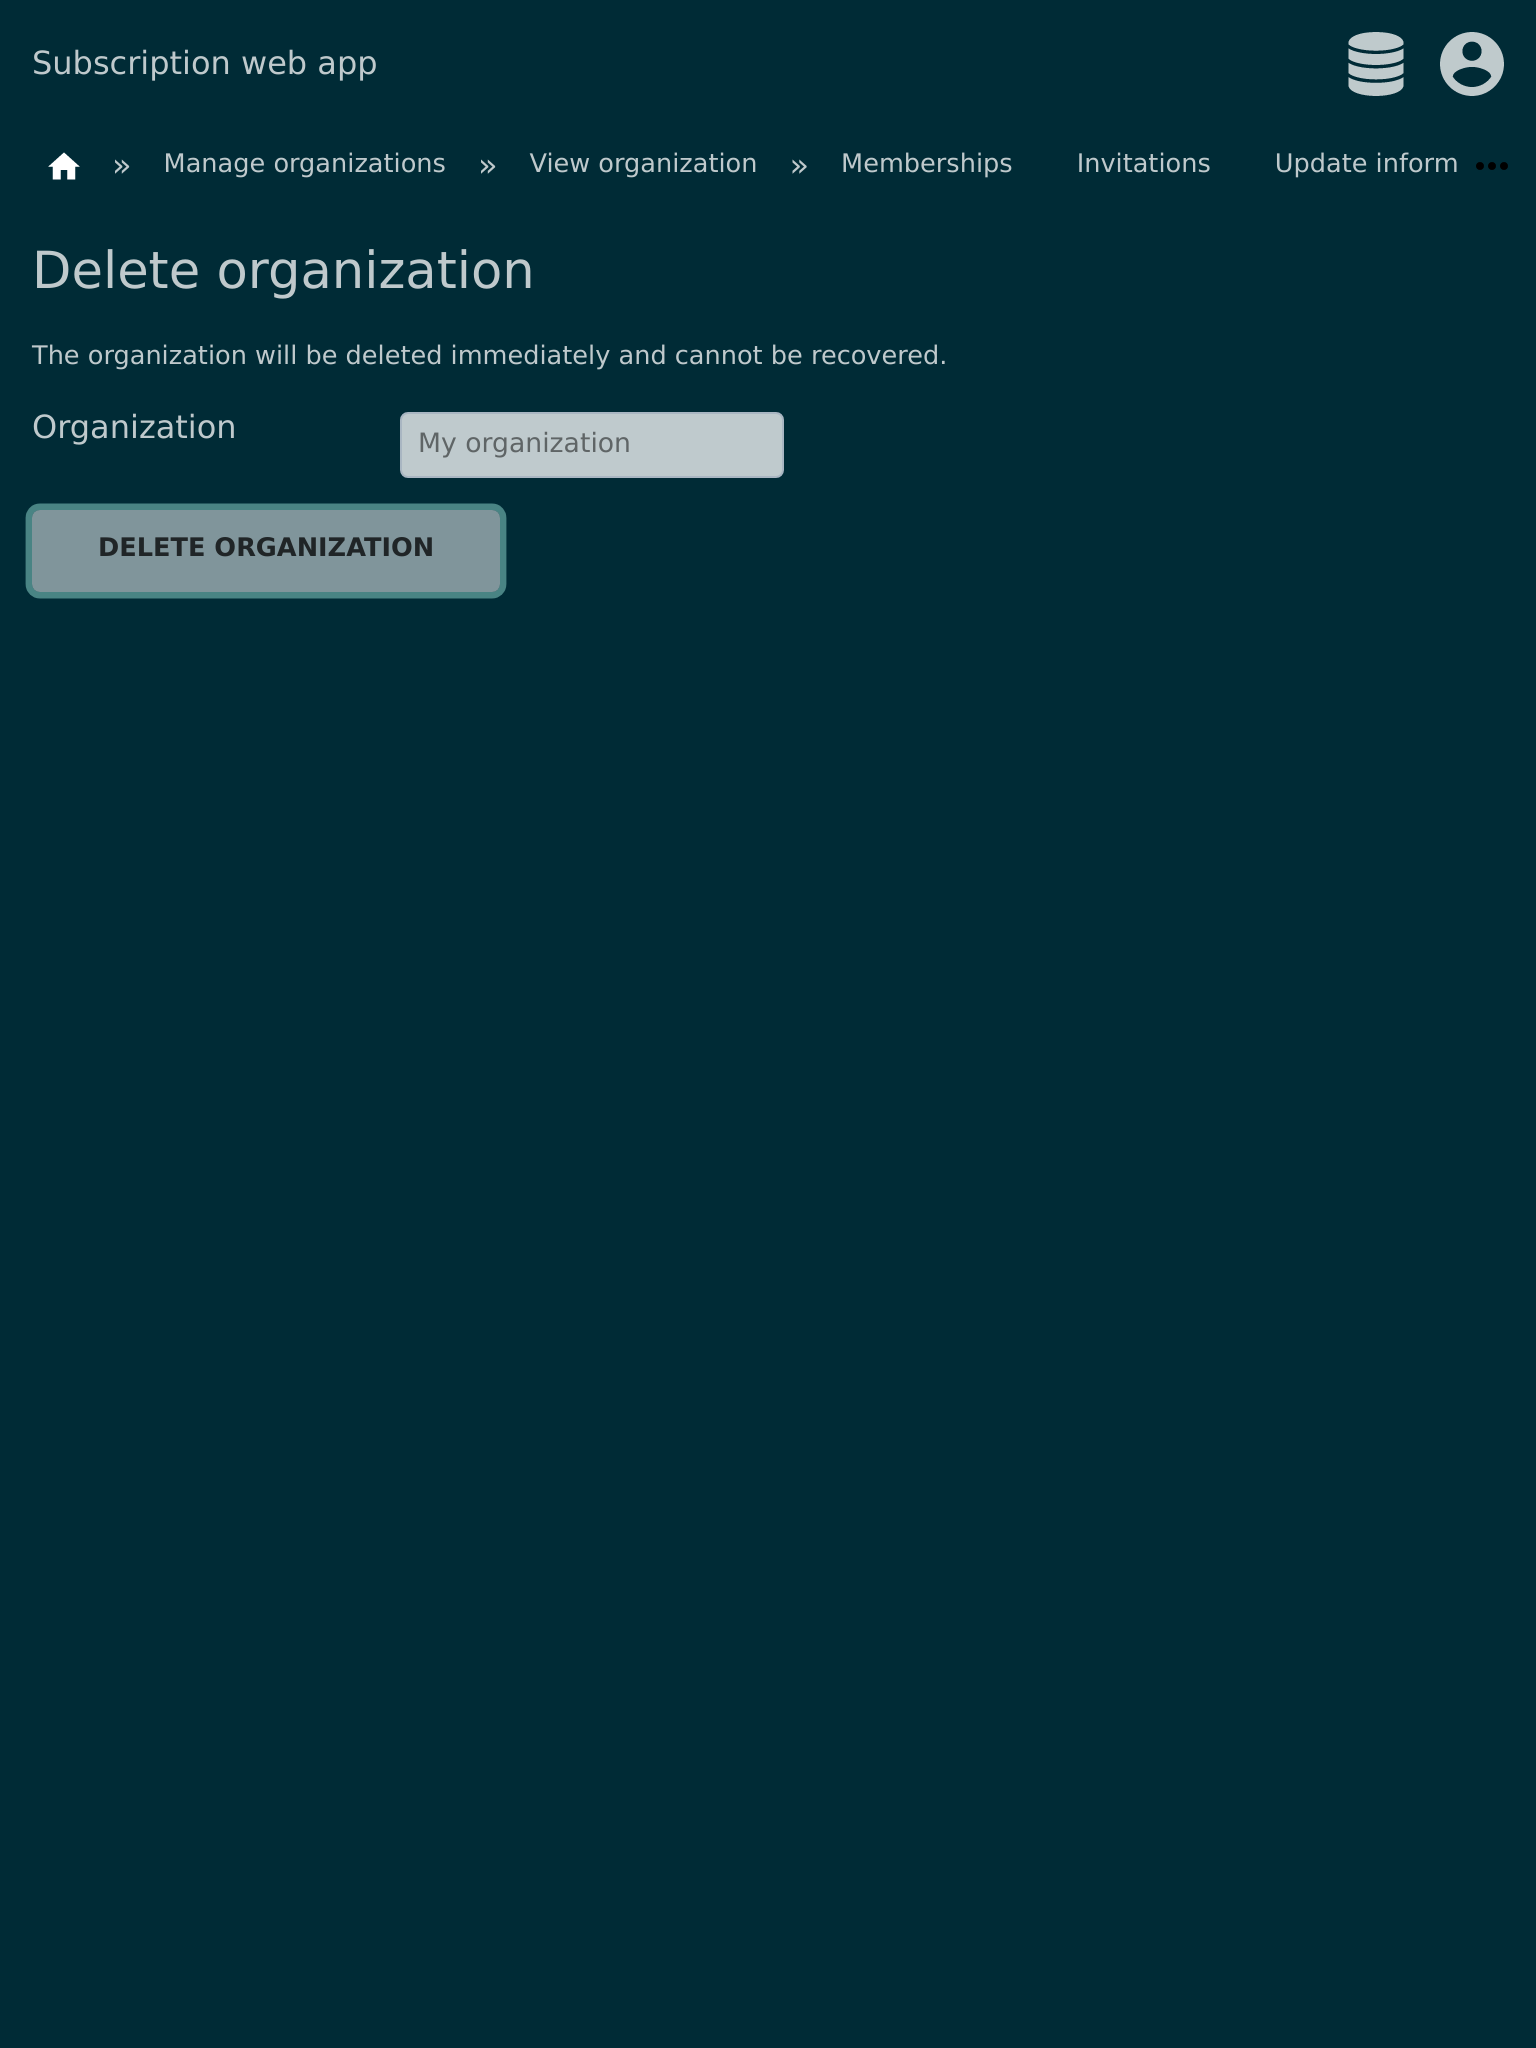 Subscription web app
» Manage organizations » View organization » Memberships Invitations Update inform
Delete organization
The organization will be deleted immediately and cannot be recovered.
Organization My organization
DELETE ORGANIZATION